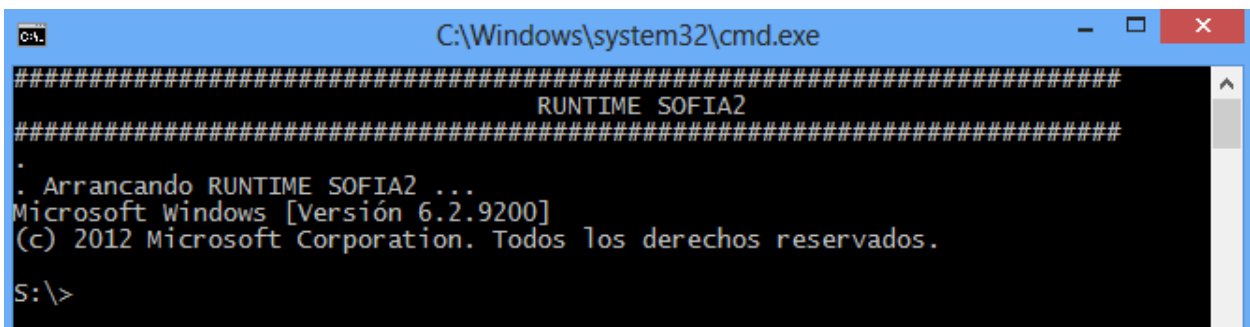 C:\Windows\system32\cmd.exe
##########################################################################
RUNTIME SOFIA2
##########################################################################
.
. Arrancando RUNTIME SOFIA2 ...
Microsoft Windows [Versión 6.2.9200]
(c) 2012 Microsoft Corporation. Todos los derechos reservados.
S:\>